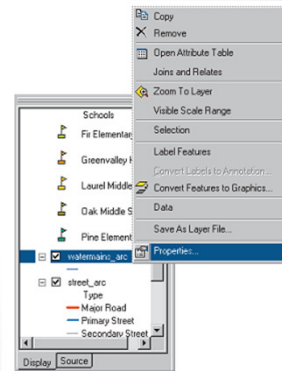 Copy
Remove
Open Attribute Table
Joins and Relates
Zoom To Layer
Visible Scale Range
Selection
Label Features
Convert Labels to Annotation...
Convert Features to Graphics...
Data
Save As Layer File...
Properties...
Schools
Fir Elementar
Greenvalley H
Laurel Middle
Oak Middle S
Pine Element
watermains_arc
street_arc
Type
Major Road
Primary Street
Secondary Street
Display
Source